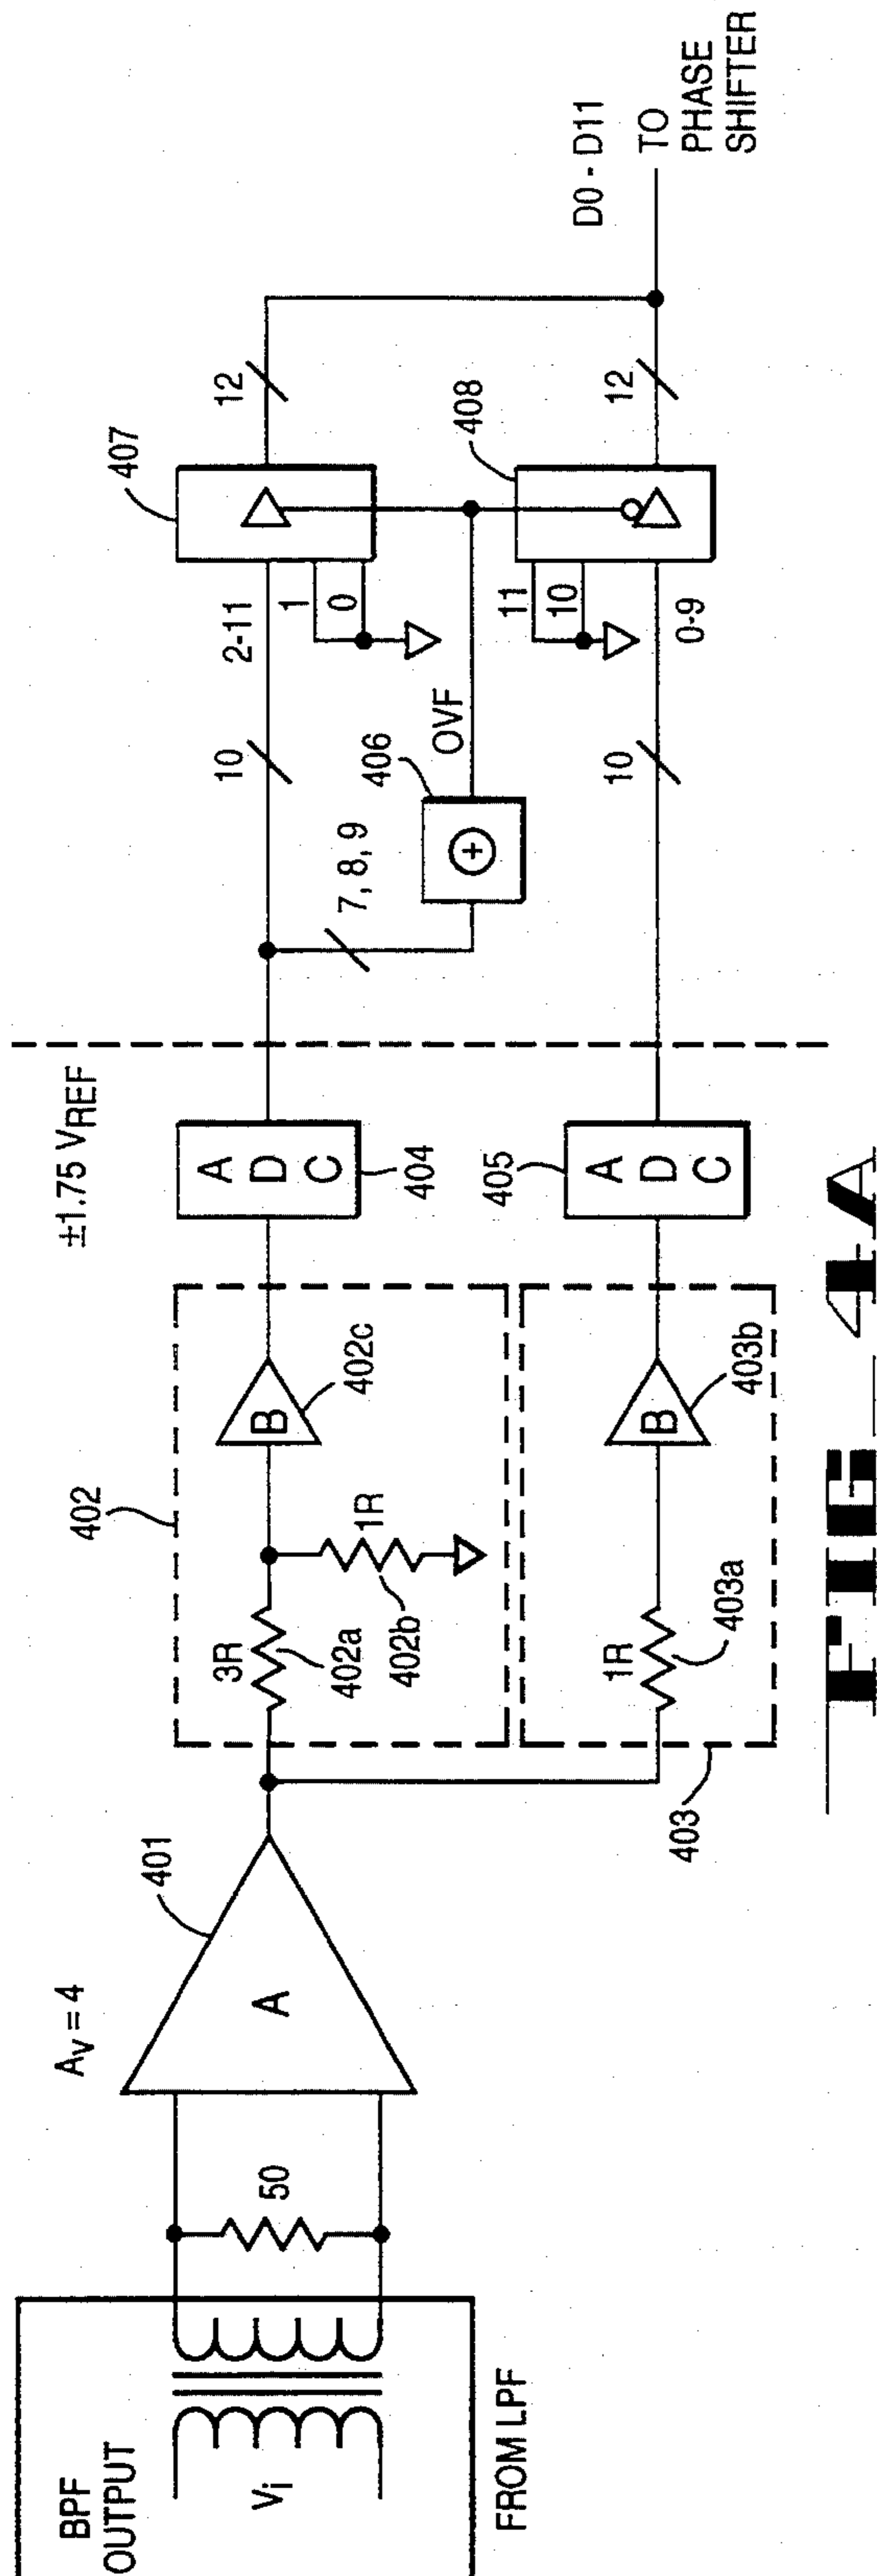 BPF
OUTPUT
Vi
FROM LPF
50
AV = 4
A
401
402
3R
402a
1R
402b
B
402c
403
1R
403a
B
403b
±1.75 VREF
A
D
C
404
A
D
C
405
10
7, 8, 9
406
+
OVF
10
2-11
1
0
407
11
10
0-9
408
12
12
D0 - D11
TO
PHASE
SHIFTER
FIG_4A